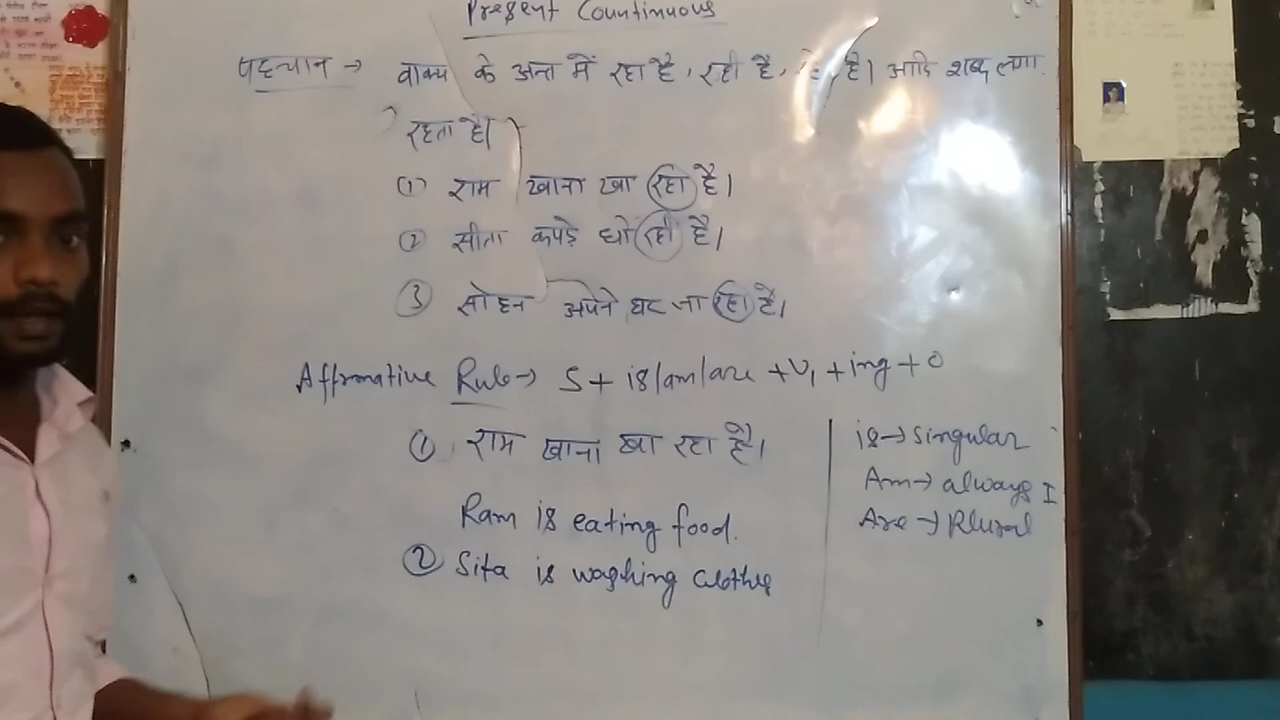 Present Countinuous
पहचान → वाक्य के अन्त में रहा है, रही है, रहे है। आदि शब्द लगा
रहता है।
① राम खाना खा रहा है।
② सीता कपड़े धो रही है।
③ सोहन अपने घर जा रहा है।
Affrmative Rule→ S + is/am/are + V₁ + ing + O
① राम खाना खा रहा है।
Ram is eating food.
② Sita is washing clothes
is → singular
Am → always I
Are → Plural